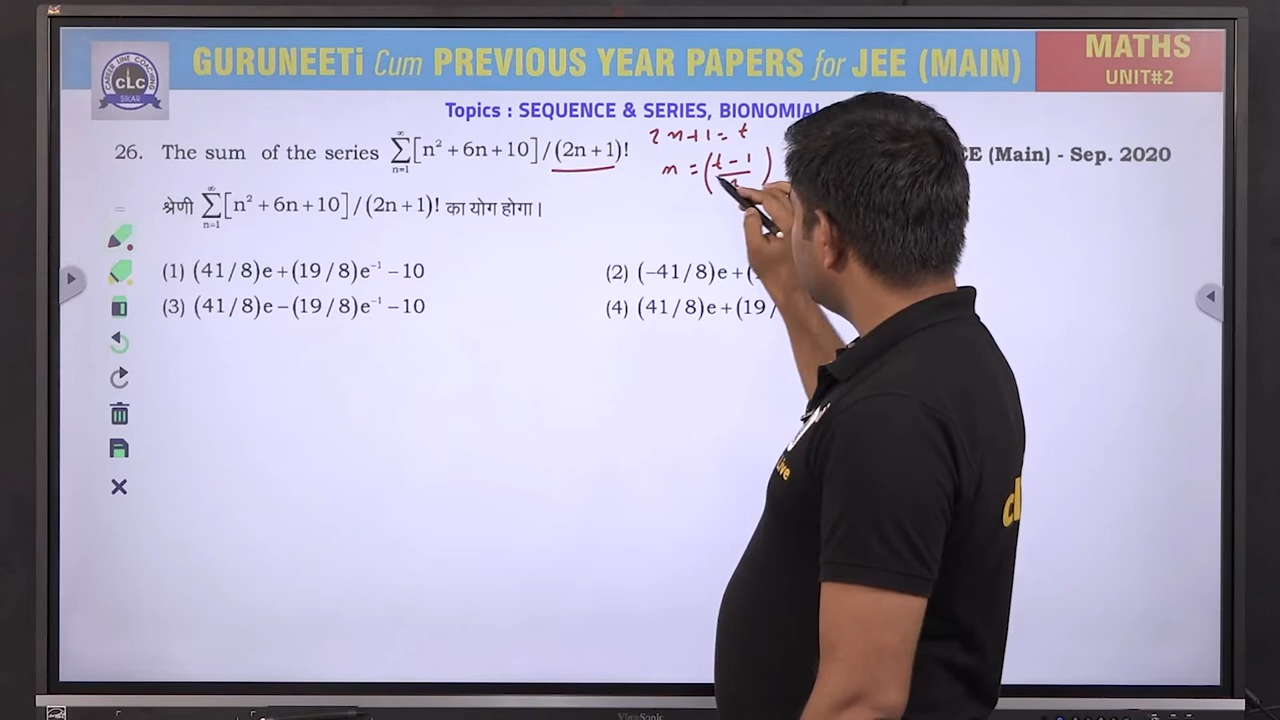 GURUNEETi Cum PREVIOUS YEAR PAPERS for JEE (MAIN)
MATHS
UNIT#2
CLC
SIKAR
Topics : SEQUENCE & SERIES, BIONOMIAL
26. The sum of the series ∑_{n=1}^{∞}[n² + 6n + 10] / (2n + 1)!
(Main) - Sep. 2020
2n+1 = t
n = (t-1
श्रेणी ∑_{n=1}^{∞}[n² + 6n + 10] / (2n + 1)! का योग होगा।
(1) (41/8)e + (19/8)e⁻¹ − 10
(2) (−41/8)e + (
(3) (41/8)e − (19/8)e⁻¹ − 10
(4) (41/8)e + (19/
ViewSonic